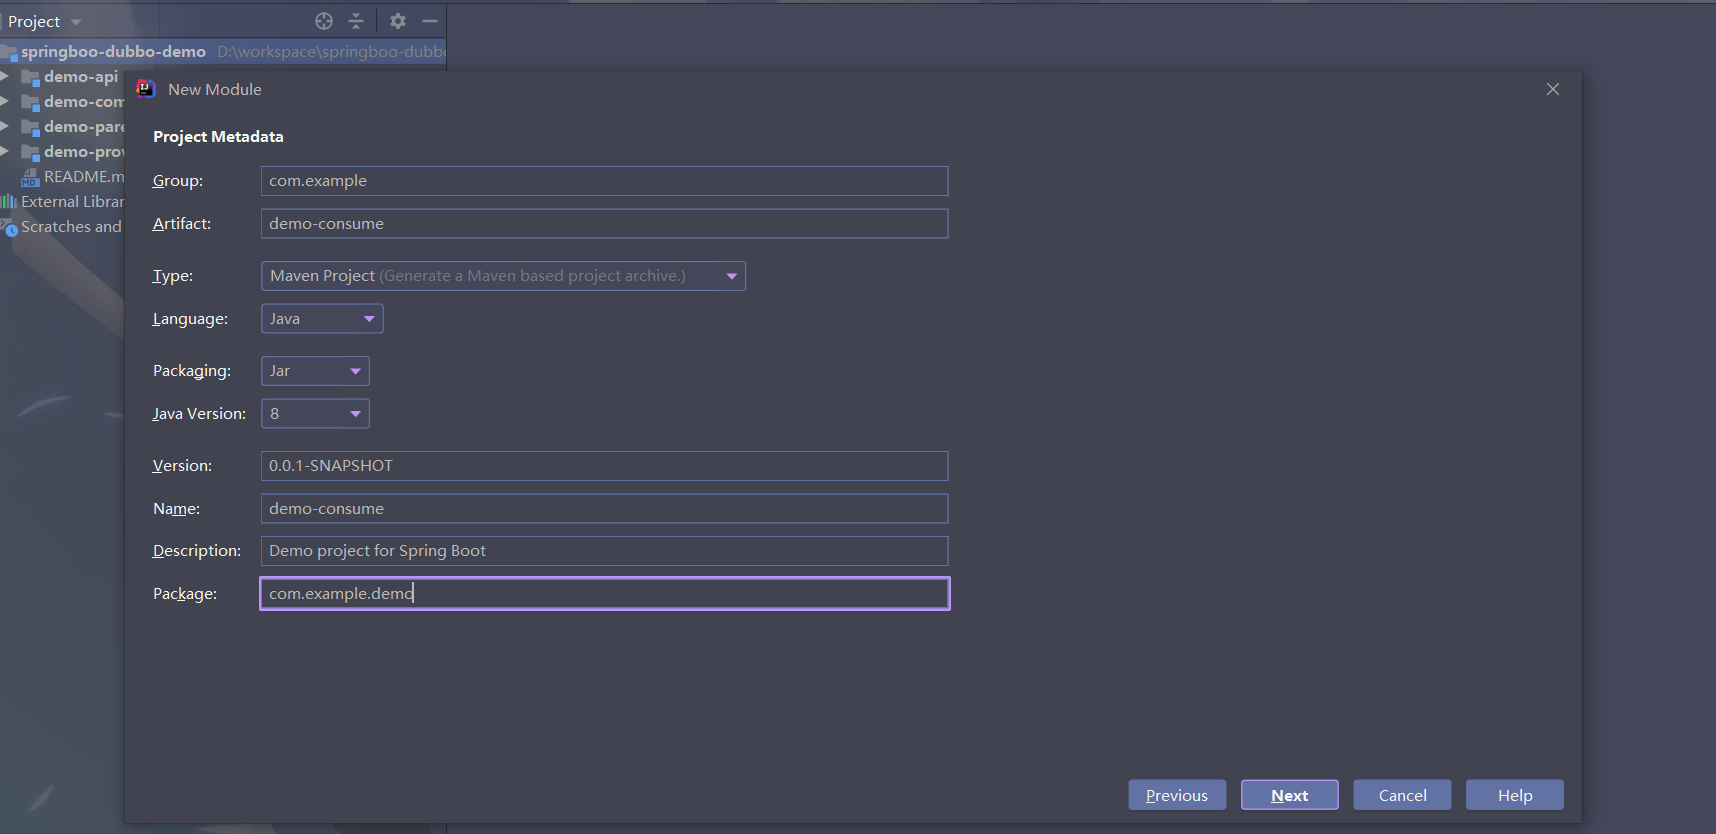 Project
springboo-dubbo-demo D:\workspace\springboo-dubb
demo-api
demo-com
demo-pare
demo-prov
README.m
External Librar
Scratches and
New Module
Project Metadata
Group: com.example
Artifact: demo-consume
Type: Maven Project (Generate a Maven based project archive.)
Language: Java
Packaging: Jar
Java Version: 8
Version: 0.0.1-SNAPSHOT
Name: demo-consume
Description: Demo project for Spring Boot
Package: com.example.demo
Previous Next Cancel Help